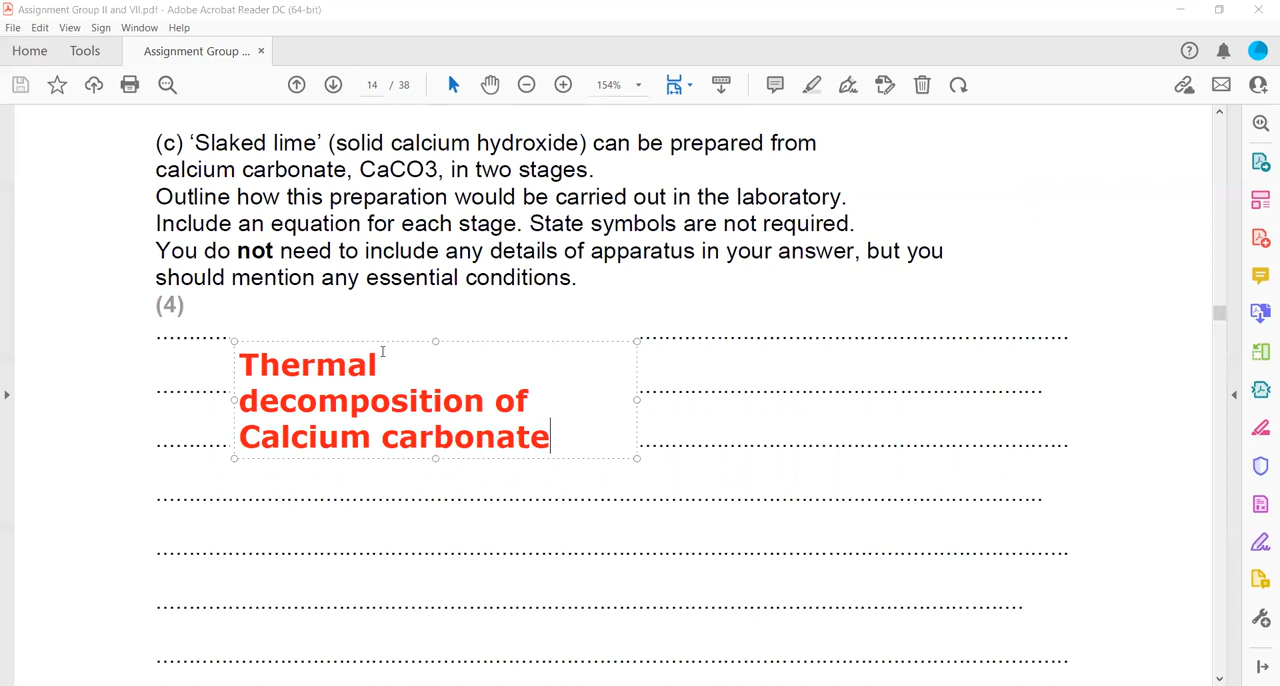 Assignment Group II and VII.pdf - Adobe Acrobat Reader DC (64-bit)
File Edit View Sign Window Help
Home Tools Assignment Group ... ×
14 / 38 154%
(c) ‘Slaked lime’ (solid calcium hydroxide) can be prepared from
calcium carbonate, CaCO3, in two stages.
Outline how this preparation would be carried out in the laboratory.
Include an equation for each stage. State symbols are not required.
You do not need to include any details of apparatus in your answer, but you
should mention any essential conditions.
(4)
Thermal
decomposition of
Calcium carbonate